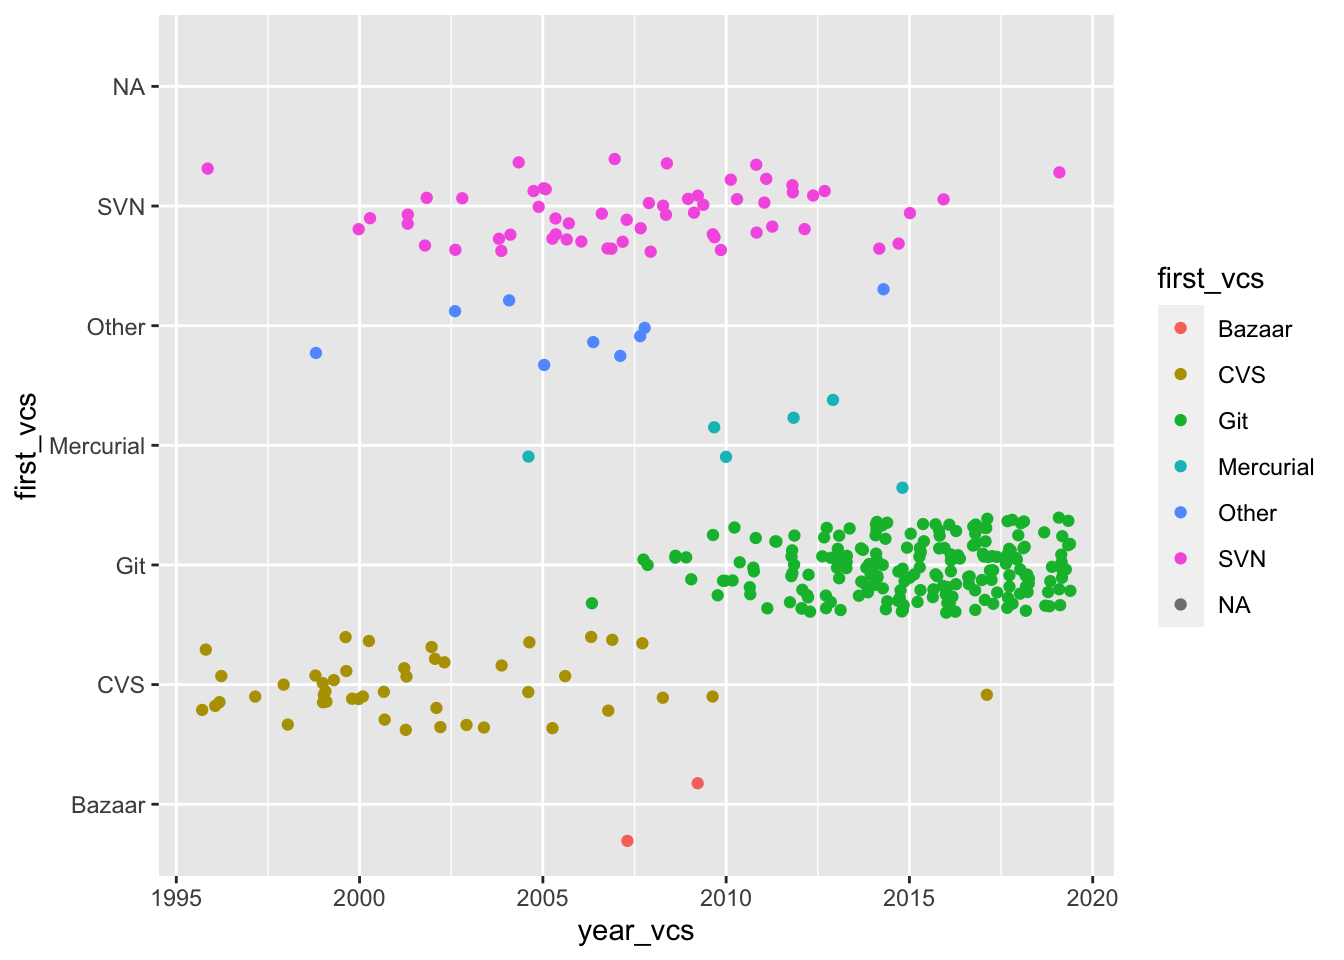 NA
SVN
Other
Mercurial
Git
CVS
Bazaar
first_vcs
1995 2000 2005 2010 2015 2020
year_vcs
first_vcs
Bazaar
CVS
Git
Mercurial
Other
SVN
NA